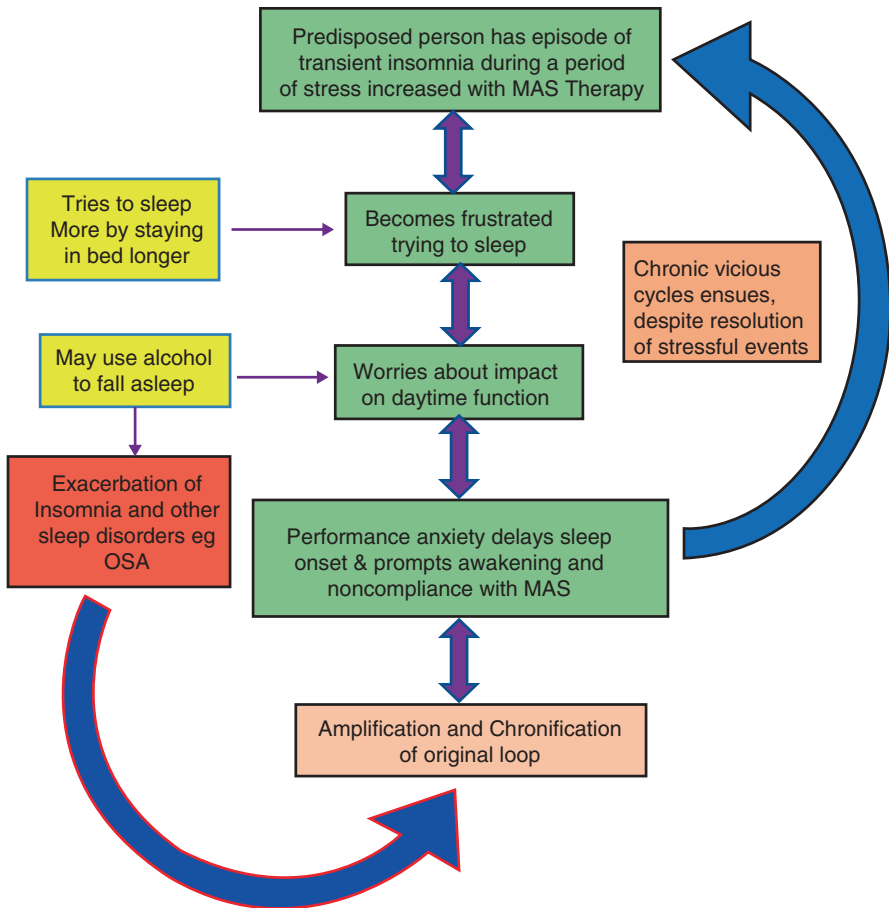 Predisposed person has episode of
transient insomnia during a period
of stress increased with MAS Therapy
Tries to sleep
More by staying
in bed longer
Becomes frustrated
trying to sleep
Chronic vicious
cycles ensues,
despite resolution
of stressful events
May use alcohol
to fall asleep
Worries about impact
on daytime function
Exacerbation of
Insomnia and other
sleep disorders eg
OSA
Performance anxiety delays sleep
onset & prompts awakening and
noncompliance with MAS
Amplification and Chronification
of original loop